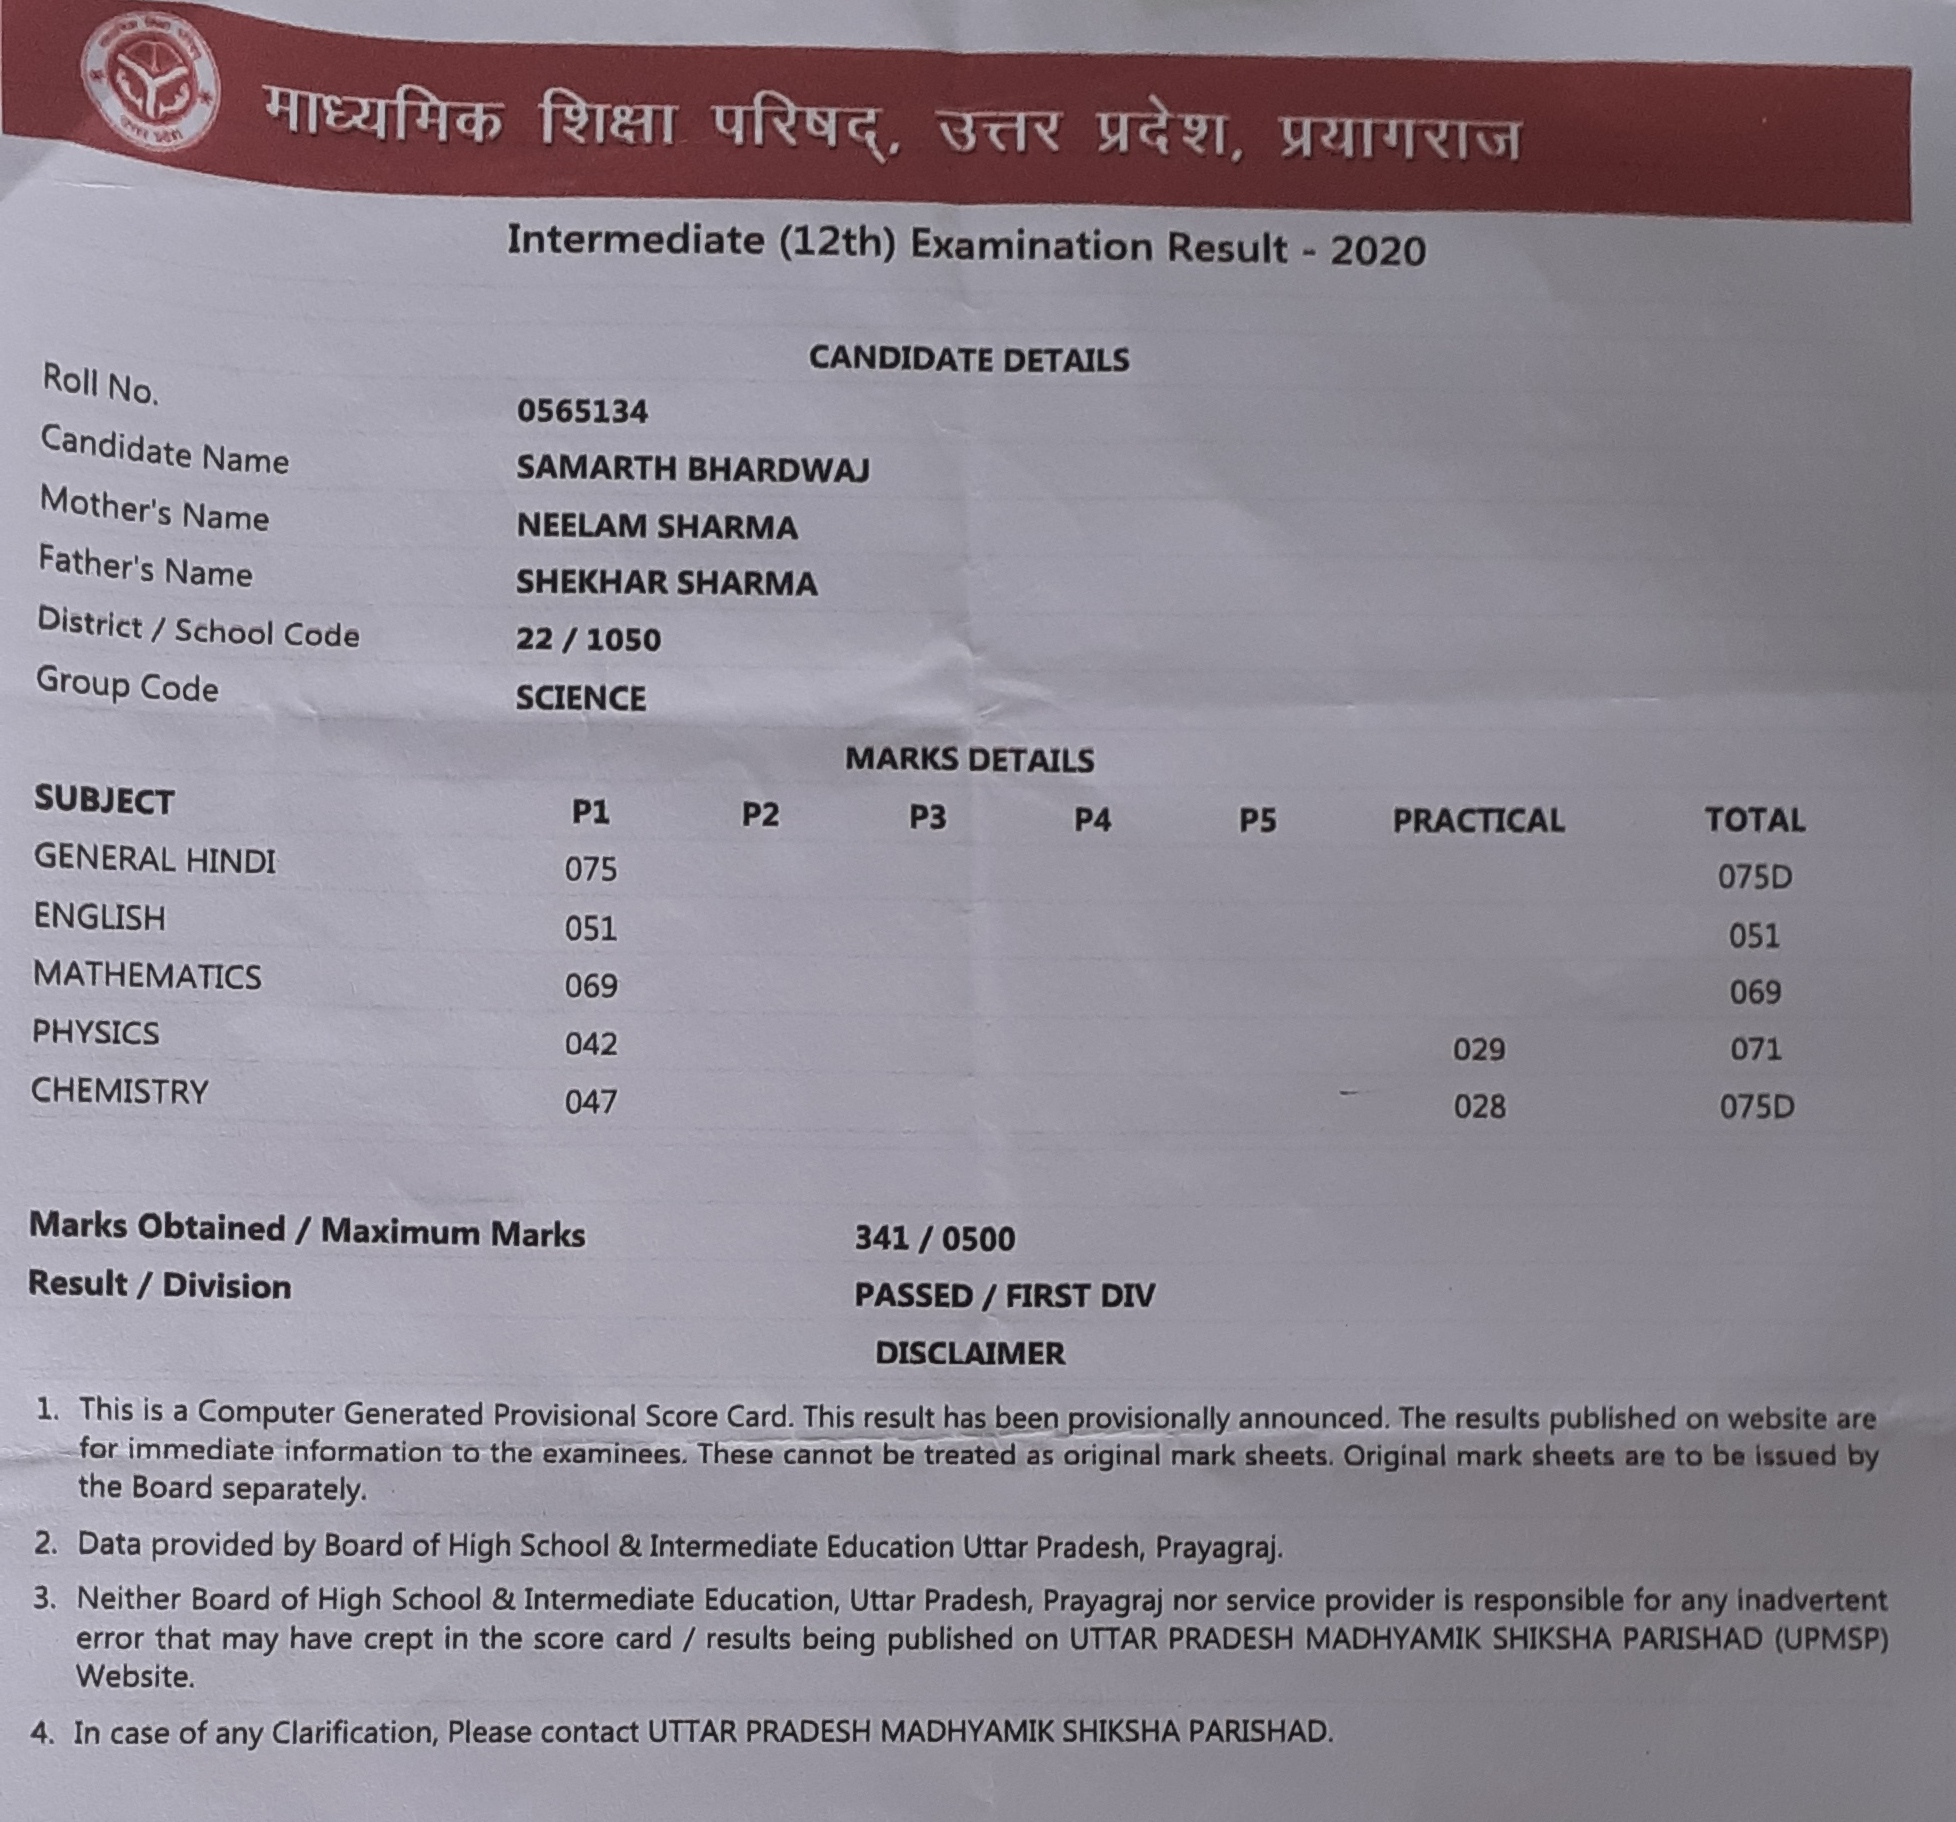 माध्यमिक शिक्षा परिषद्, उत्तर प्रदेश, प्रयागराज
Intermediate (12th) Examination Result - 2020
CANDIDATE DETAILS
Roll No. 0565134
Candidate Name SAMARTH BHARDWAJ
Mother's Name NEELAM SHARMA
Father's Name SHEKHAR SHARMA
District / School Code 22 / 1050
Group Code SCIENCE
MARKS DETAILS
SUBJECT P1 P2 P3 P4 P5 PRACTICAL TOTAL
GENERAL HINDI 075 075D
ENGLISH 051 051
MATHEMATICS 069 069
PHYSICS 042 029 071
CHEMISTRY 047 028 075D
Marks Obtained / Maximum Marks 341 / 0500
Result / Division PASSED / FIRST DIV
DISCLAIMER
1. This is a Computer Generated Provisional Score Card. This result has been provisionally announced. The results published on website are
for immediate information to the examinees. These cannot be treated as original mark sheets. Original mark sheets are to be issued by
the Board separately.
2. Data provided by Board of High School & Intermediate Education Uttar Pradesh, Prayagraj.
3. Neither Board of High School & Intermediate Education, Uttar Pradesh, Prayagraj nor service provider is responsible for any inadvertent
error that may have crept in the score card / results being published on UTTAR PRADESH MADHYAMIK SHIKSHA PARISHAD (UPMSP)
Website.
4. In case of any Clarification, Please contact UTTAR PRADESH MADHYAMIK SHIKSHA PARISHAD.